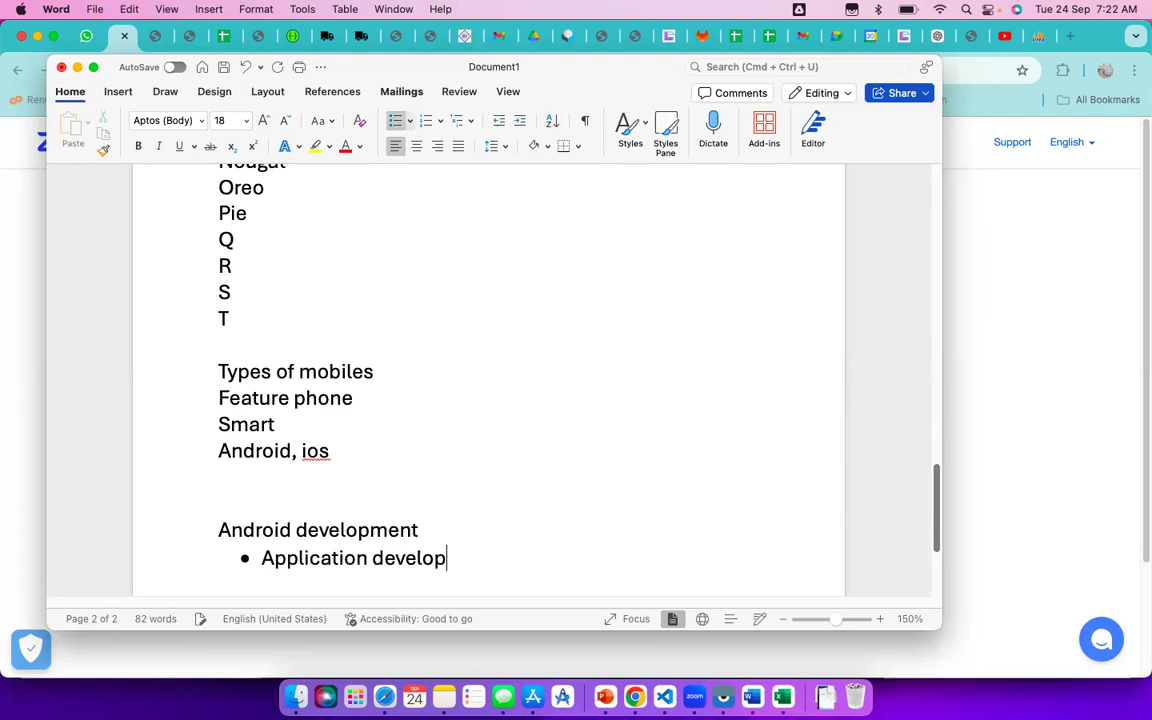 Word File Edit View Insert Format Tools Table Window Help Tue 24 Sep 7:22 AM
AutoSave Document1 Search (Cmd + Ctrl + U)
Home Insert Draw Design Layout References Mailings Review View Comments Editing Share
All Bookmarks
Paste Aptos (Body) 18 Styles Styles Pane Dictate Add-ins Editor
Support English
Nougat
Oreo
Pie
Q
R
S
T
Types of mobiles
Feature phone
Smart
Android, ios
Android development
• Application develop
Page 2 of 2 82 words English (United States) Accessibility: Good to go Focus 150%